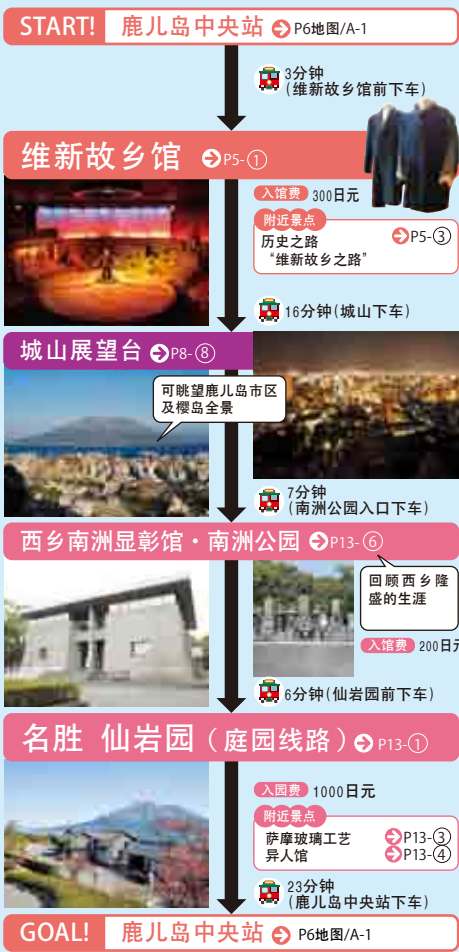 START! 鹿儿岛中央站 P6地图/A-1
3分钟
(维新故乡馆前下车)
维新故乡馆 P5-①
入馆费 300日元
附近景点
历史之路 P5-③
“维新故乡之路”
16分钟(城山下车)
城山展望台 P8-⑧
可眺望鹿儿岛市区
及樱岛全景
7分钟
(南洲公园入口下车)
西乡南洲显彰馆・南洲公园 P13-⑥
回顾西乡隆
盛的生涯
入馆费 200日元
6分钟(仙岩园前下车)
名胜 仙岩园（庭园线路） P13-①
入园费 1000日元
附近景点
萨摩玻璃工艺 P13-③
异人馆 P13-④
23分钟
(鹿儿岛中央站下车)
GOAL! 鹿儿岛中央站 P6地图/A-1